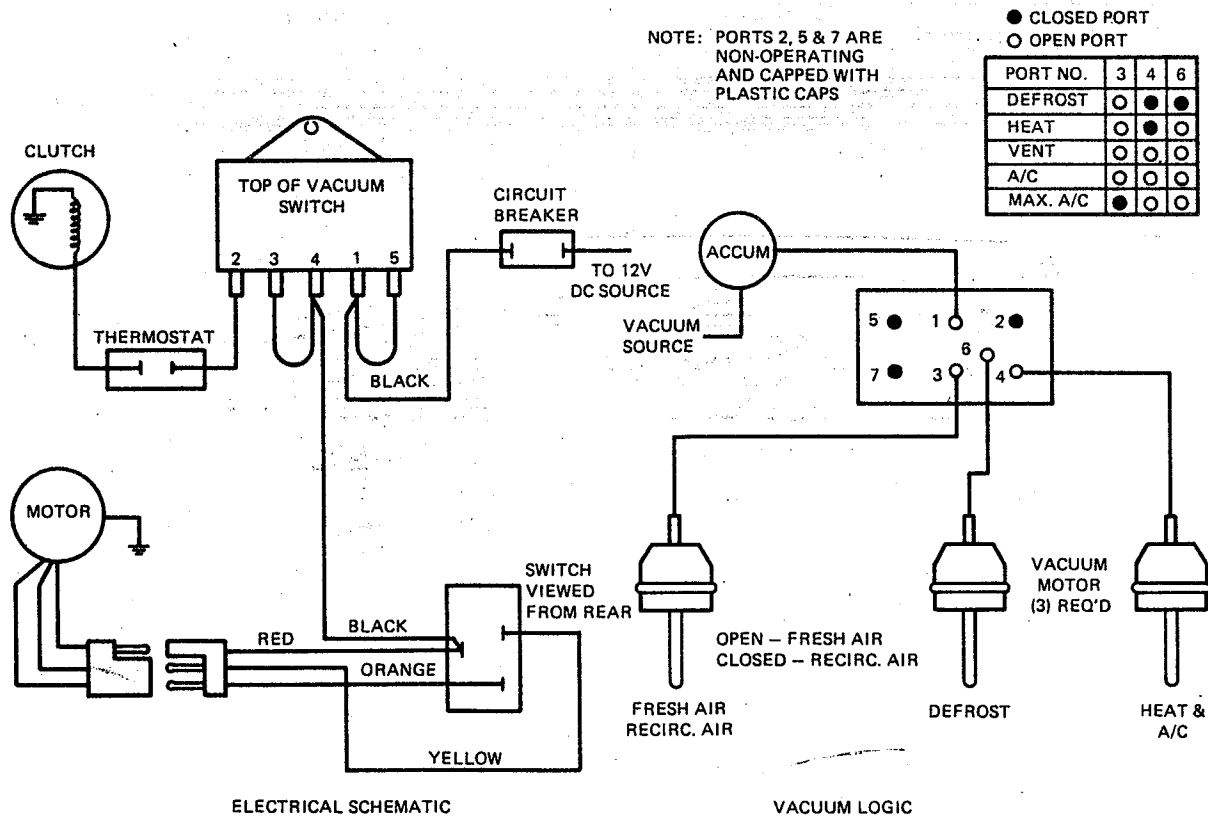 ● CLOSED PORT
○ OPEN PORT
NOTE: PORTS 2, 5 & 7 ARE
NON-OPERATING
AND CAPPED WITH
PLASTIC CAPS
PORT NO. 3 4 6
DEFROST ○ ● ●
HEAT ○ ● ○
VENT ○ ○ ○
A/C ○ ○ ○
MAX. A/C ● ○ ○
CLUTCH
TOP OF VACUUM
SWITCH
2 3 4 1 5
THERMOSTAT
BLACK
CIRCUIT
BREAKER
TO 12V
DC SOURCE
ACCUM
VACUUM
SOURCE
5 1 2
6
7 3 4
MOTOR
SWITCH
VIEWED
FROM REAR
BLACK
RED
ORANGE
YELLOW
OPEN – FRESH AIR
CLOSED – RECIRC. AIR
VACUUM
MOTOR
(3) REQ'D
FRESH AIR
RECIRC. AIR
DEFROST
HEAT &
A/C
ELECTRICAL SCHEMATIC
VACUUM LOGIC